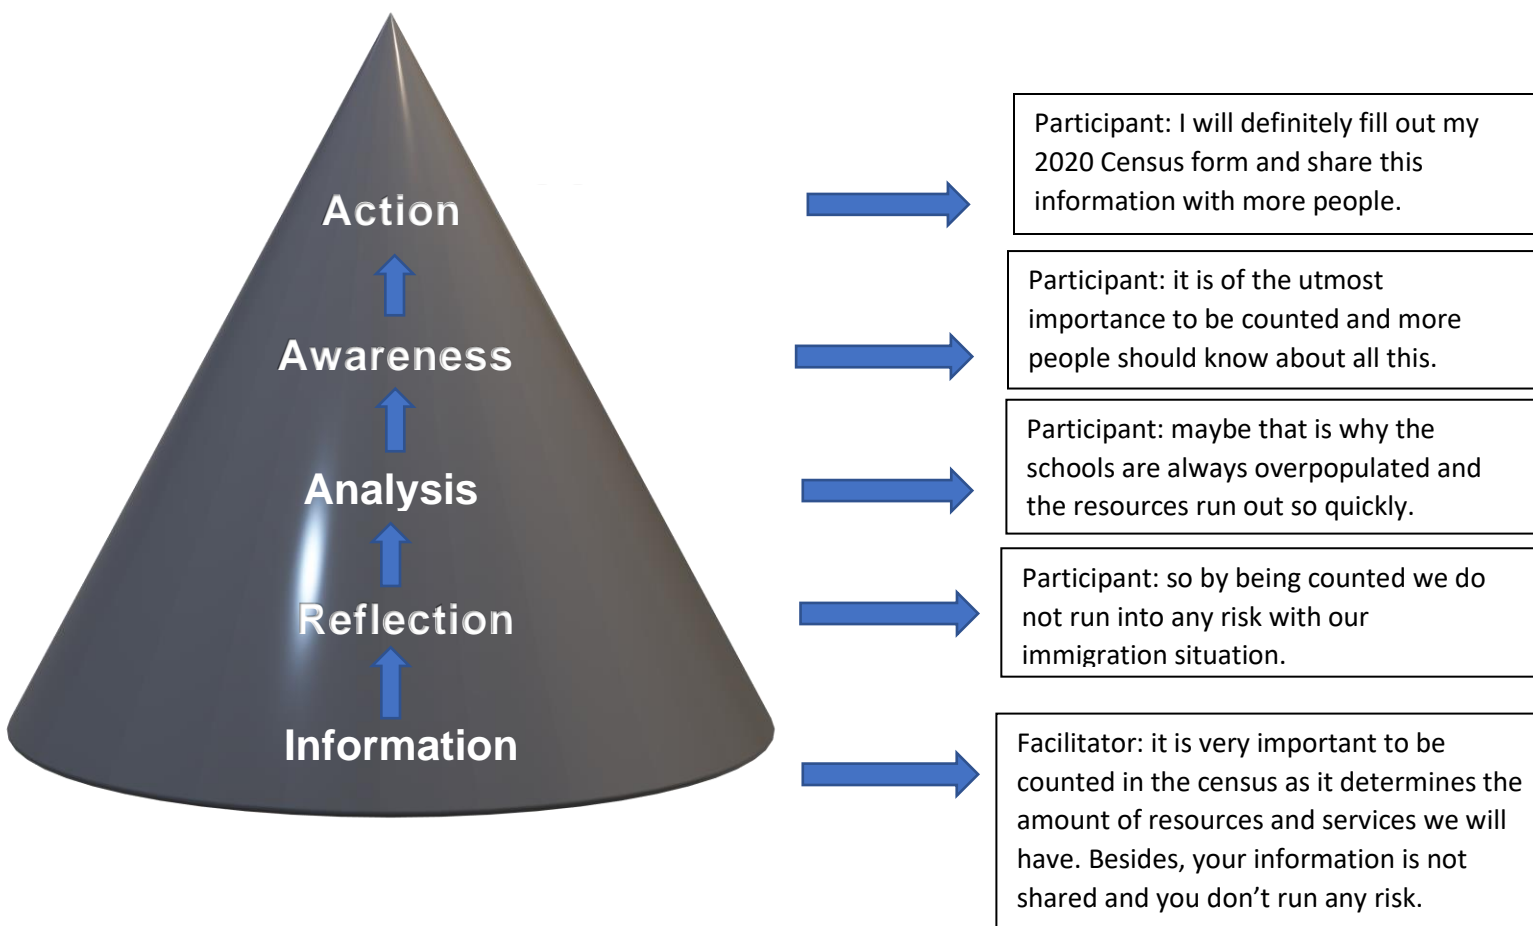 Action
Awareness
Analysis
Reflection
Information
Participant: I will definitely fill out my
2020 Census form and share this
information with more people.
Participant: it is of the utmost
importance to be counted and more
people should know about all this.
Participant: maybe that is why the
schools are always overpopulated and
the resources run out so quickly.
Participant: so by being counted we do
not run into any risk with our
immigration situation.
Facilitator: it is very important to be
counted in the census as it determines the
amount of resources and services we will
have. Besides, your information is not
shared and you don’t run any risk.